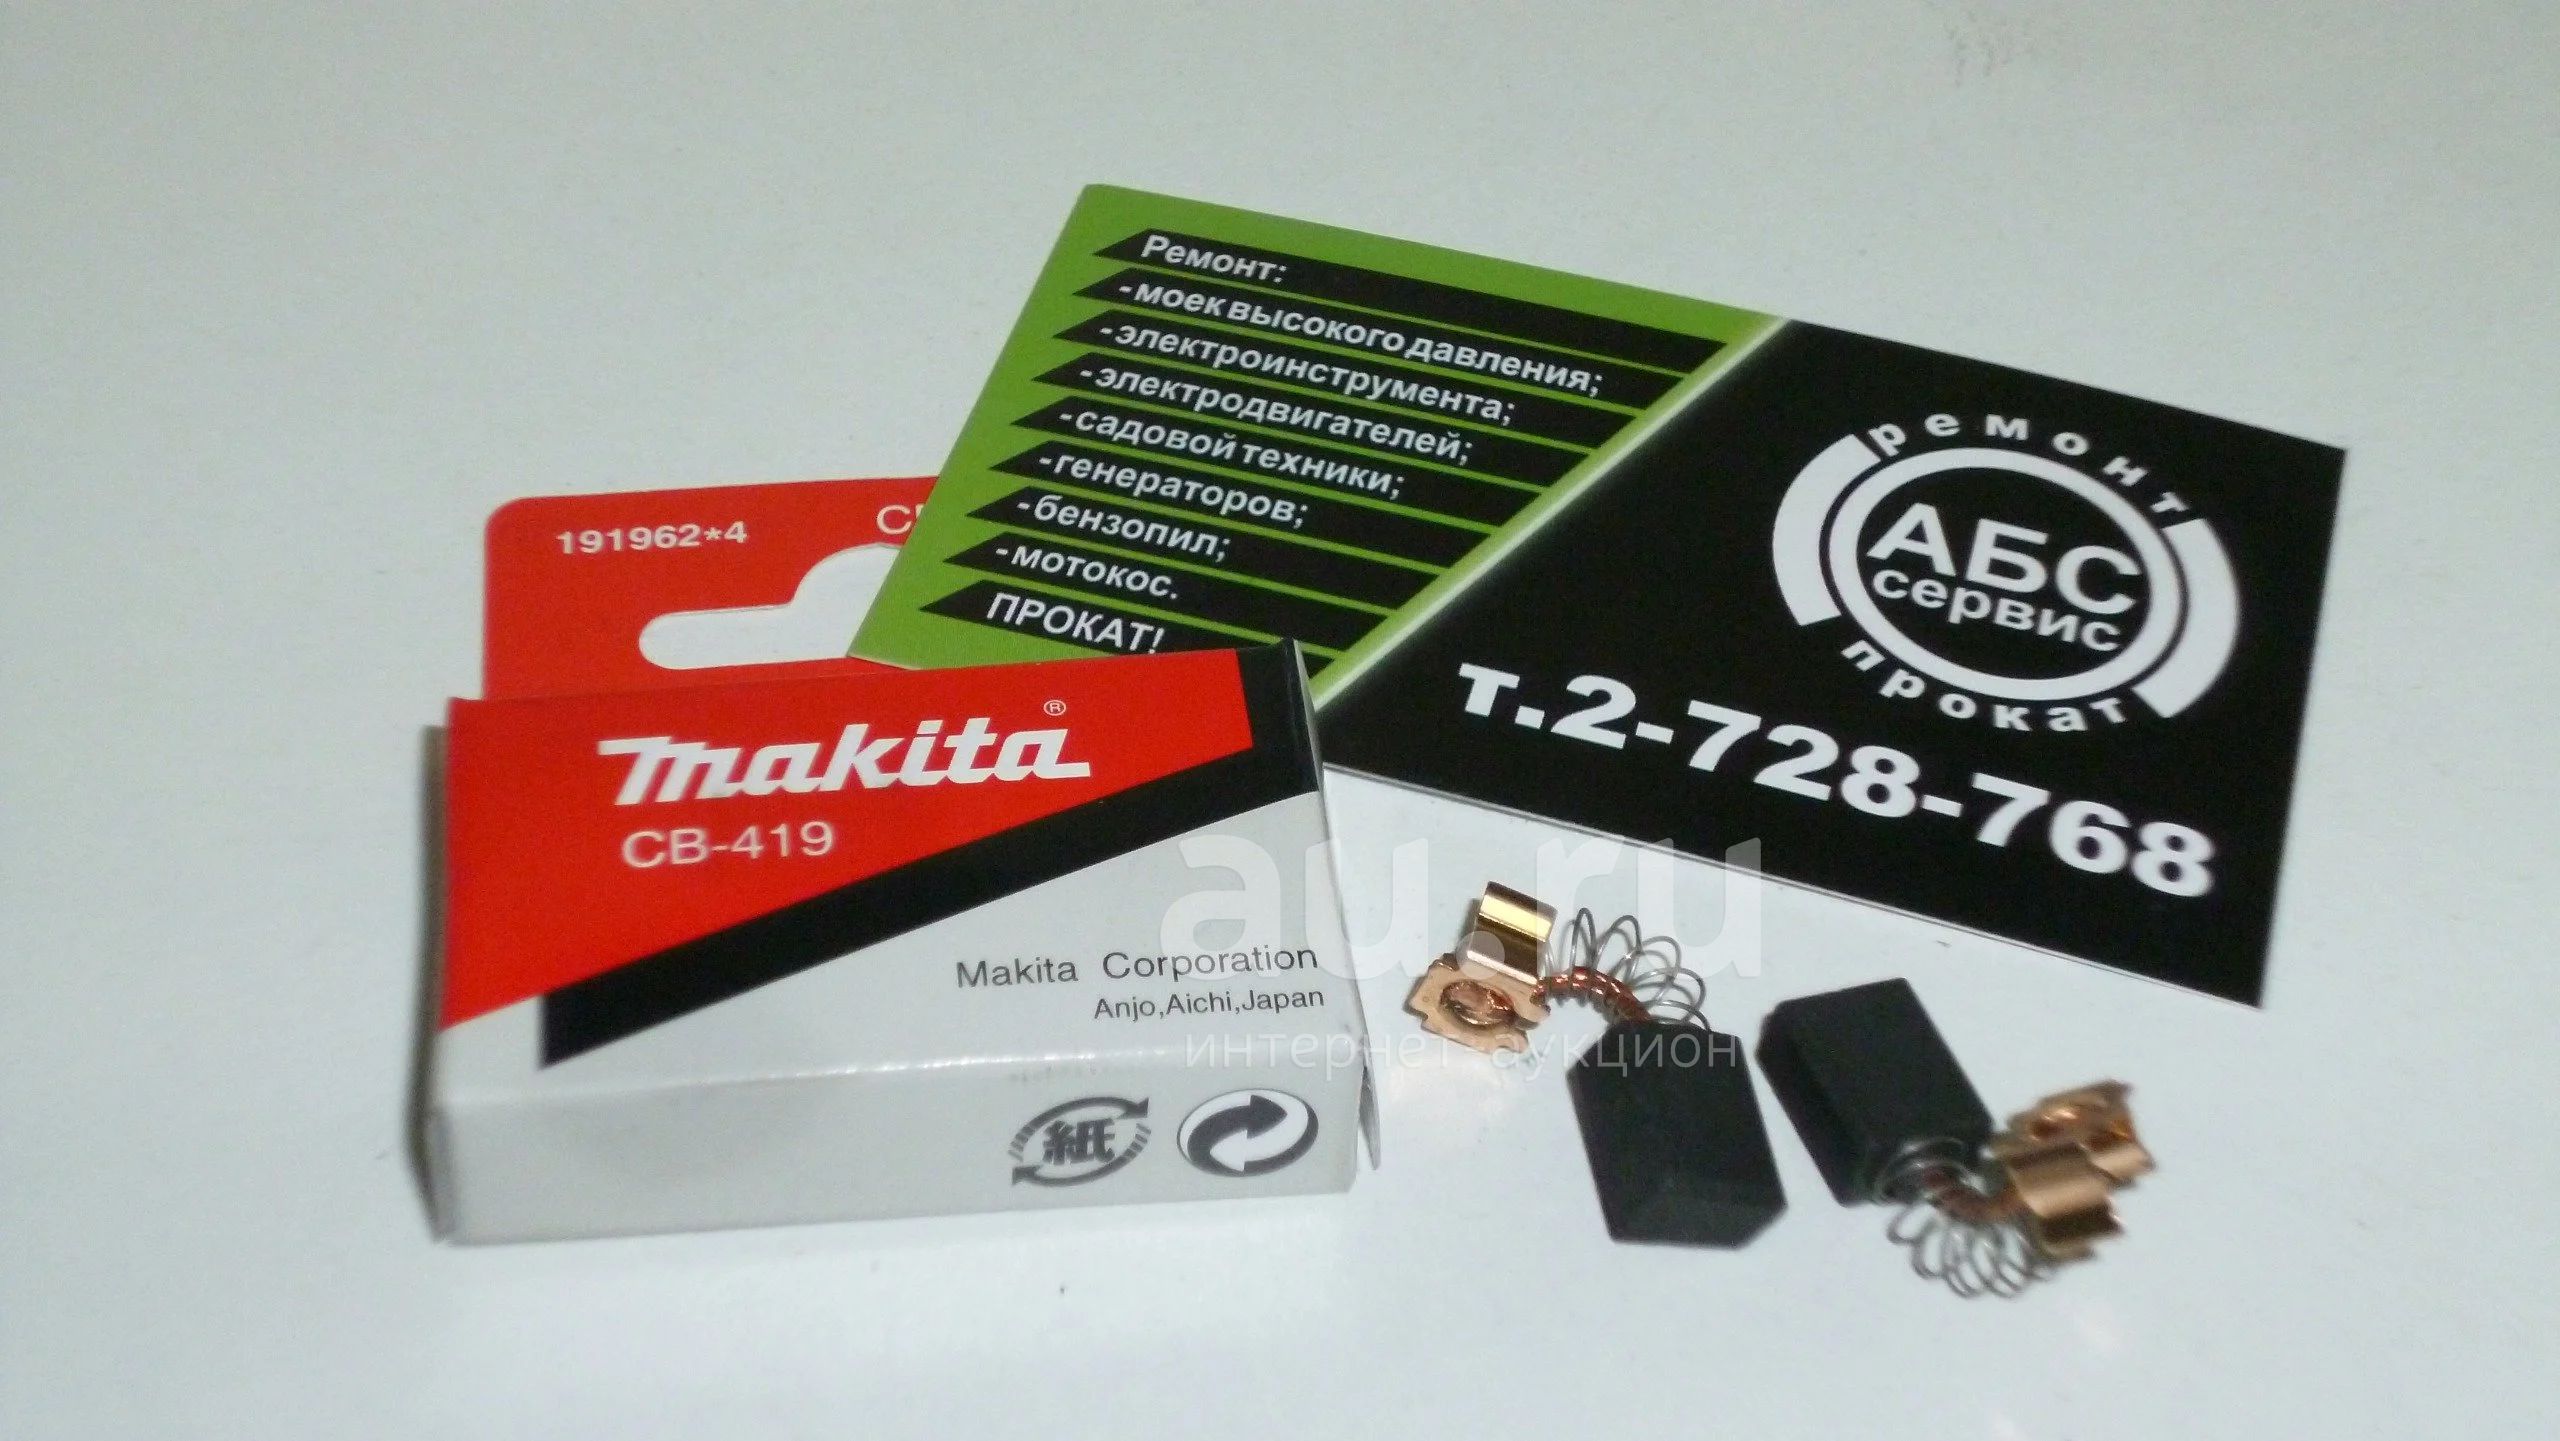 Ремонт:
-моек высокого давления;
-электроинструмента;
-электродвигателей;
-садовой техники;
-генераторов;
-бензопил;
-мотокос.
ПРОКАТ!
ремонт
АБС
сервис
прокат
т.2-728-768
191962*4
makita®
CB-419
Makita Corporation
Anjo,Aichi,Japan
紙
au.ru
интернет-аукцион